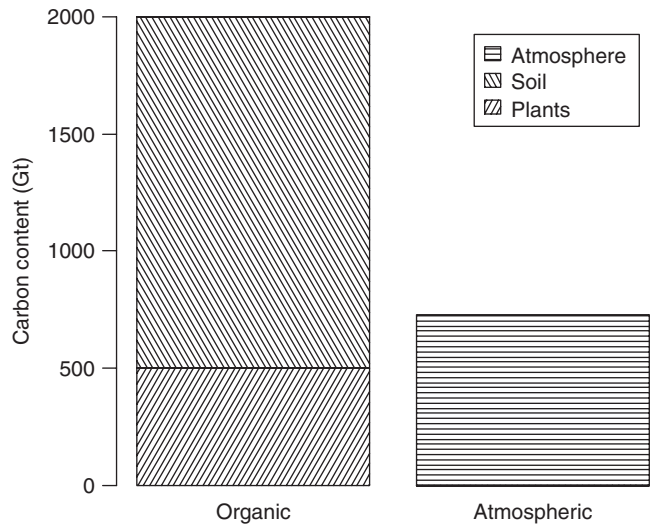 2000
1500
1000
500
0
Carbon content (Gt)
Atmosphere
Soil
Plants
Organic
Atmospheric